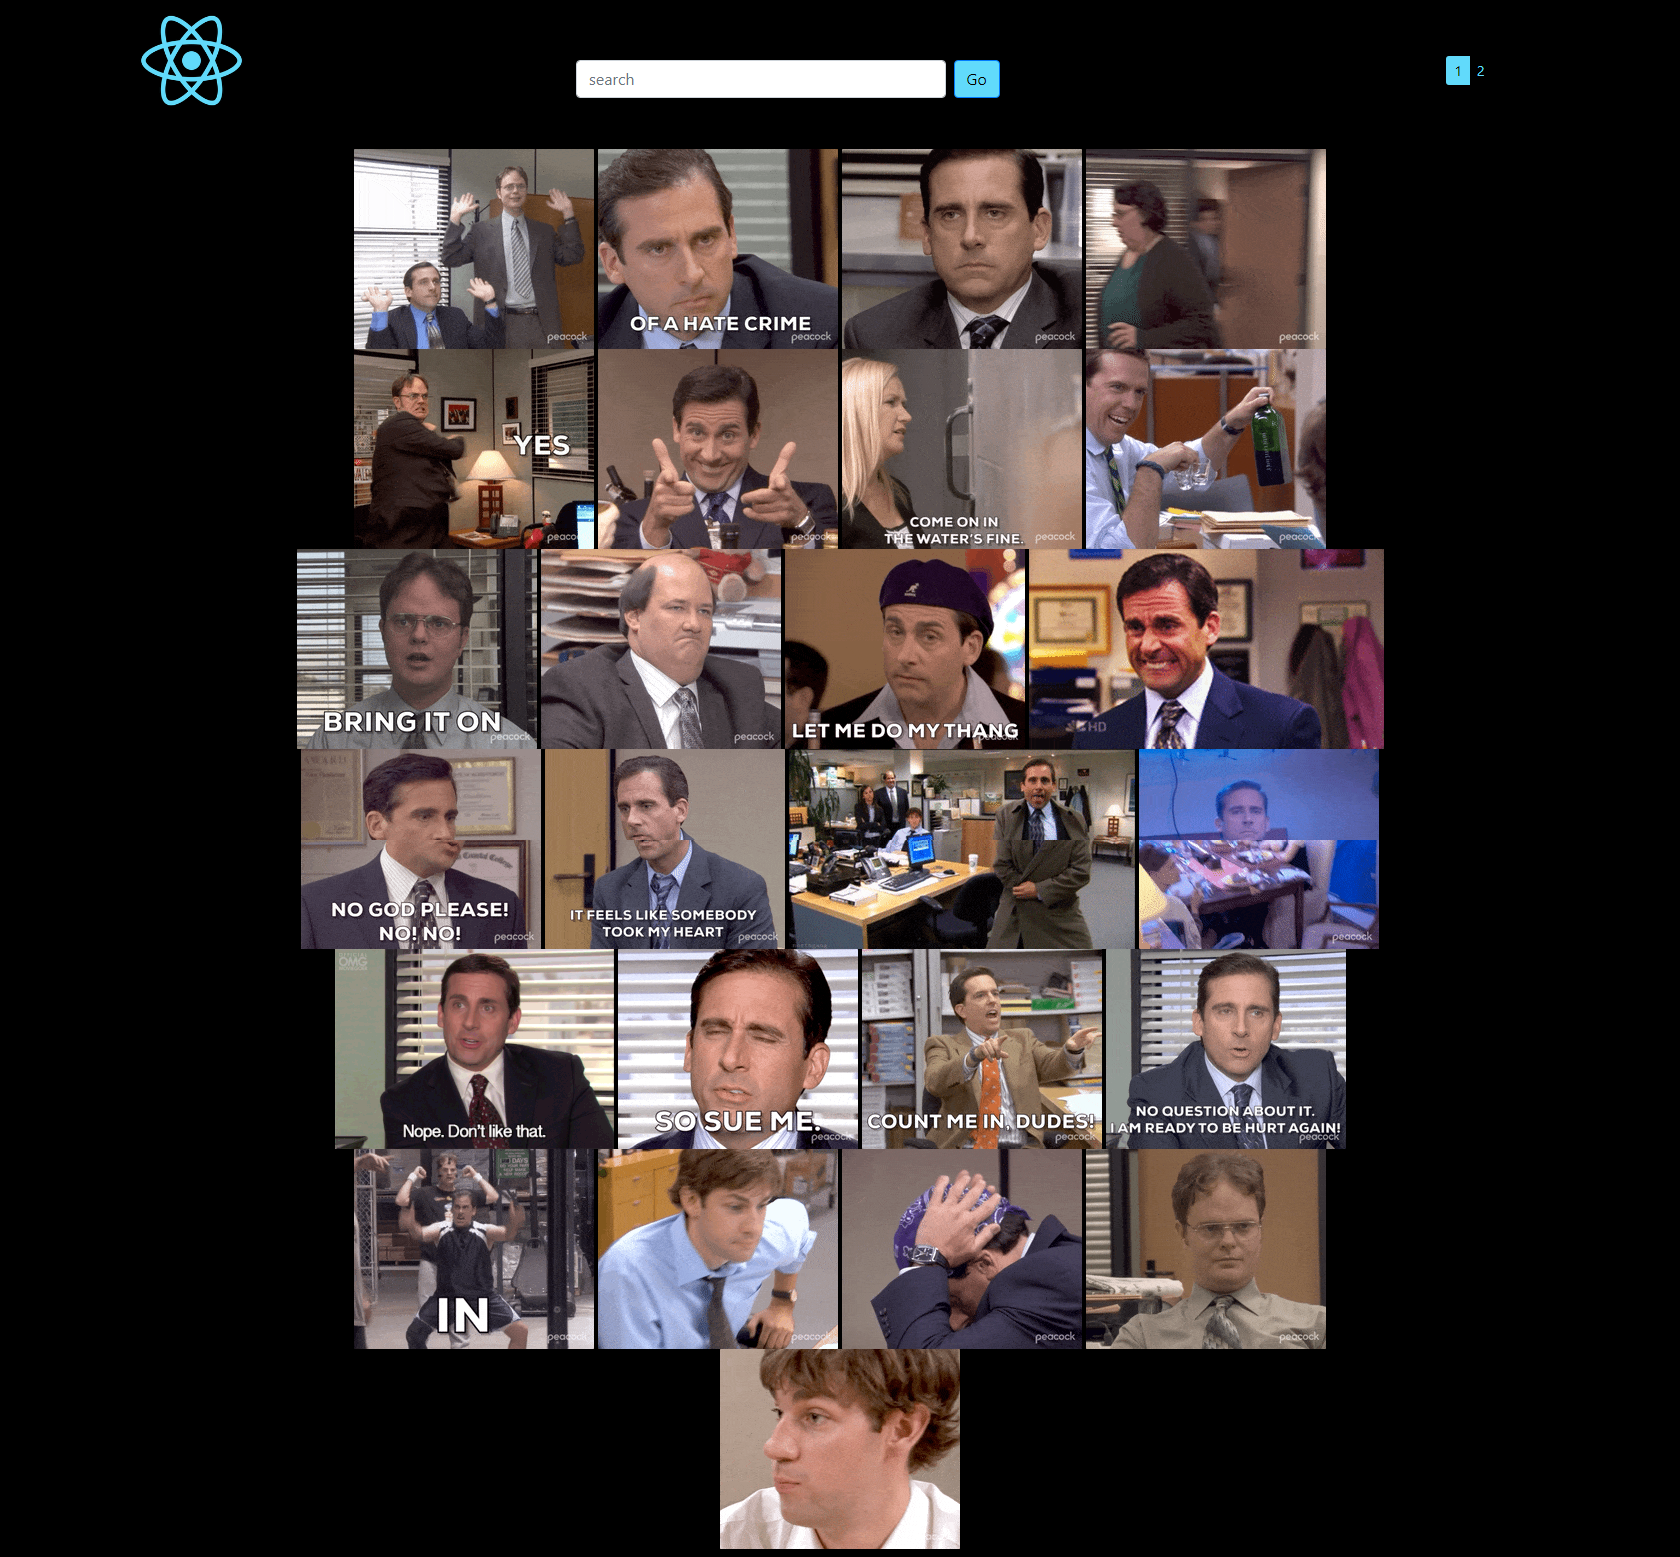 search
Go
1
2
peacock
OF A HATE CRIME
peacock
peacock
peacock
YES
peacoc
peacock
COME ON IN
THE WATER'S FINE.
peacock
peacock
BRING IT ON
peacock
peacock
LET ME DO MY THANG
peacock
HD
NO GOD PLEASE!
NO! NO!
peacock
IT FEELS LIKE SOMEBODY
TOOK MY HEART
peacock
peacock
OMG
Nope. Don't like that.
SO SUE ME.
peacock
COUNT ME IN, DUDES!
peacock
NO QUESTION ABOUT IT.
I AM READY TO BE HURT AGAIN!
peacock
IN
peacock
peacock
peacock
peacock